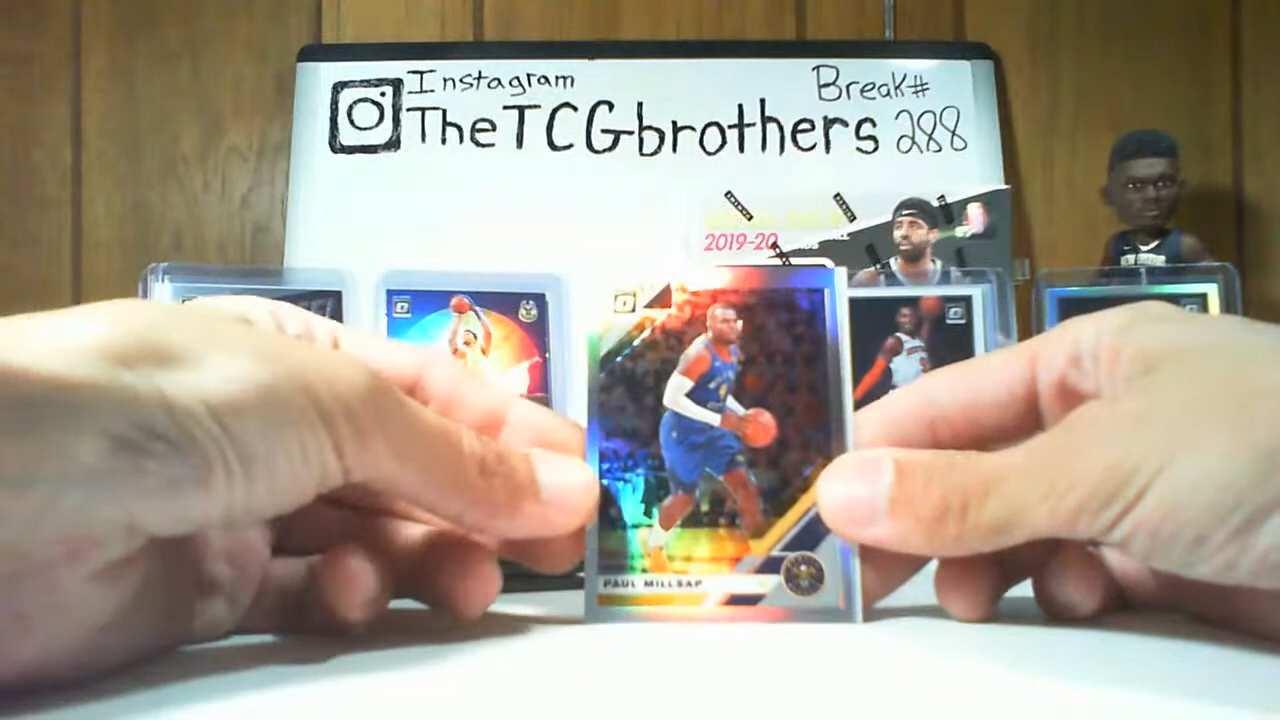 Instagram
Break#
TheTCGbrothers 288
2019-20
PAUL MILLSAP